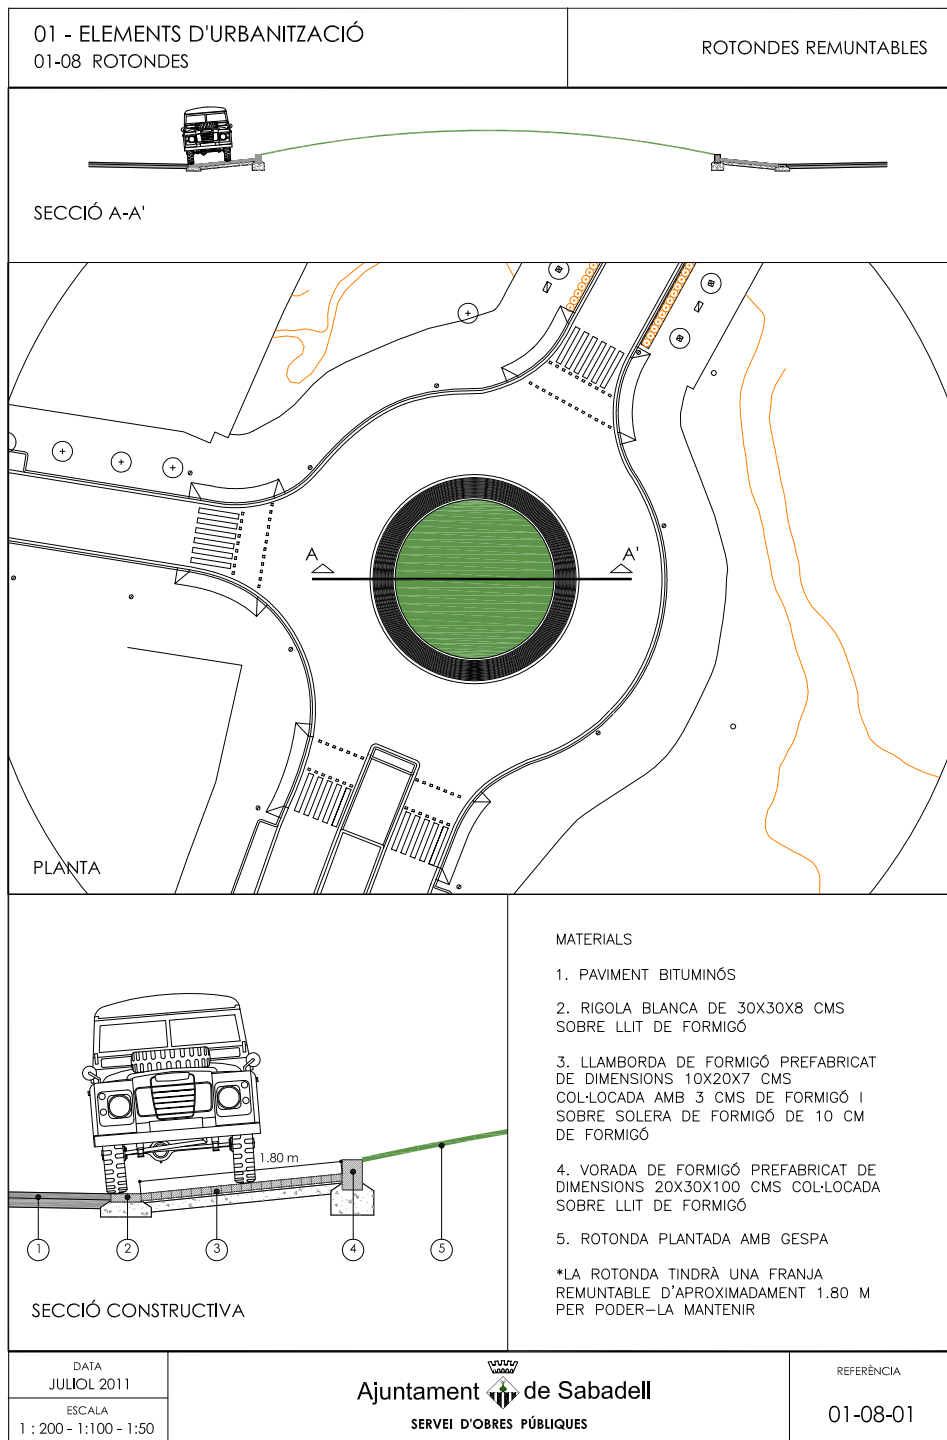 01 - ELEMENTS D'URBANITZACIÓ
01-08 ROTONDES
ROTONDES REMUNTABLES
SECCIÓ A-A'
A
A'
PLANTA
1.80 m
1
2
3
4
5
SECCIÓ CONSTRUCTIVA
MATERIALS
1. PAVIMENT BITUMINÓS
2. RIGOLA BLANCA DE 30X30X8 CMS
SOBRE LLIT DE FORMIGÓ
3. LLAMBORDA DE FORMIGÓ PREFABRICAT
DE DIMENSIONS 10X20X7 CMS
COL·LOCADA AMB 3 CMS DE FORMIGÓ I
SOBRE SOLERA DE FORMIGÓ DE 10 CM
DE FORMIGÓ
4. VORADA DE FORMIGÓ PREFABRICAT DE
DIMENSIONS 20X30X100 CMS COL·LOCADA
SOBRE LLIT DE FORMIGÓ
5. ROTONDA PLANTADA AMB GESPA
*LA ROTONDA TINDRÀ UNA FRANJA
REMUNTABLE D'APROXIMADAMENT 1.80 M
PER PODER-LA MANTENIR
DATA
JULIOL 2011
ESCALA
1 : 200 - 1:100 - 1:50
Ajuntament de Sabadell
SERVEI D'OBRES PÚBLIQUES
REFERÈNCIA
01-08-01